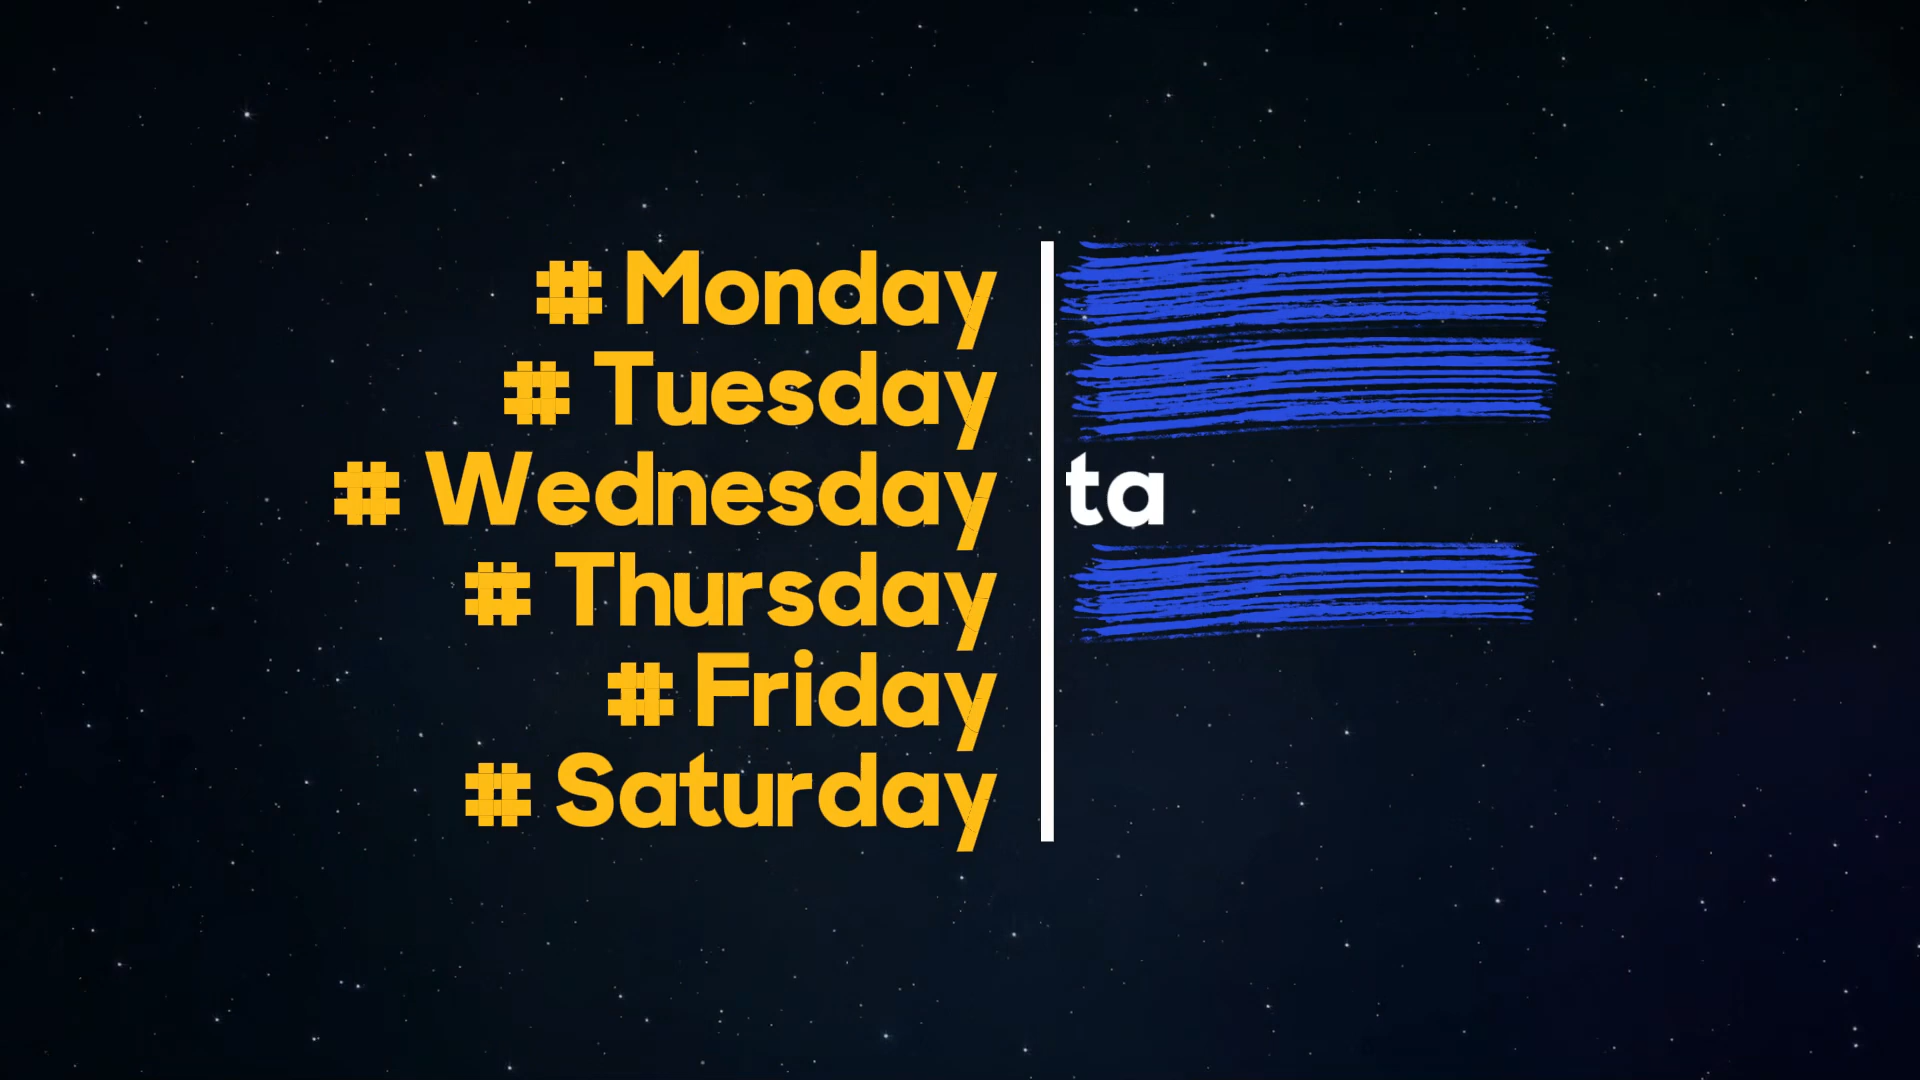 # Monday
# Tuesday
# Wednesday ta
# Thursday
# Friday
# Saturday